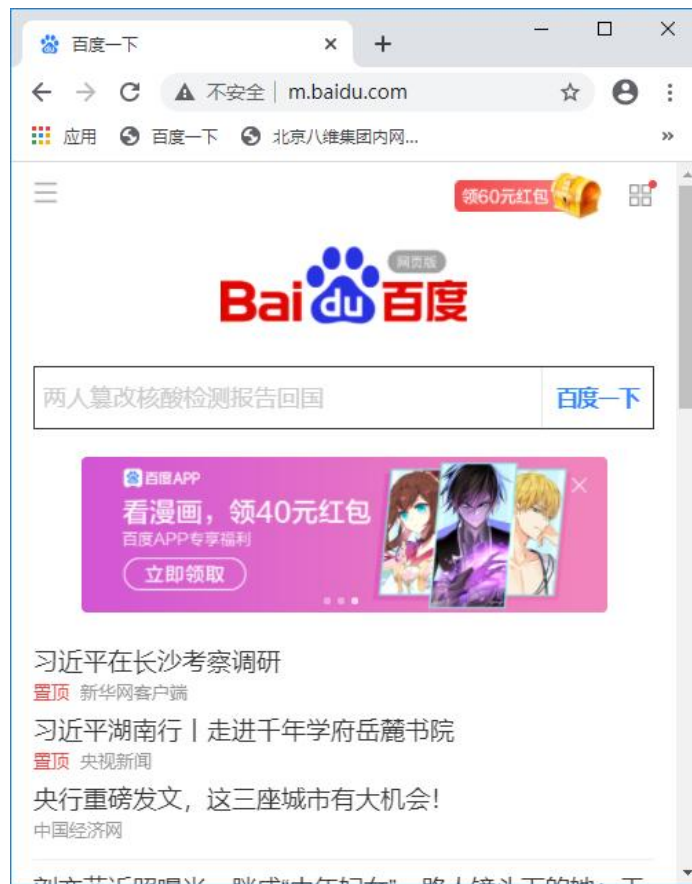 百度一下
不安全 m.baidu.com
应用 百度一下 北京八维集团内网...
领60元红包
Bai du 百度 网页版
两人篡改核酸检测报告回国 百度一下
百度APP
看漫画，领40元红包
百度APP专享福利
立即领取
习近平在长沙考察调研
置顶 新华网客户端
习近平湖南行丨走进千年学府岳麓书院
置顶 央视新闻
央行重磅发文，这三座城市有大机会！
中国经济网